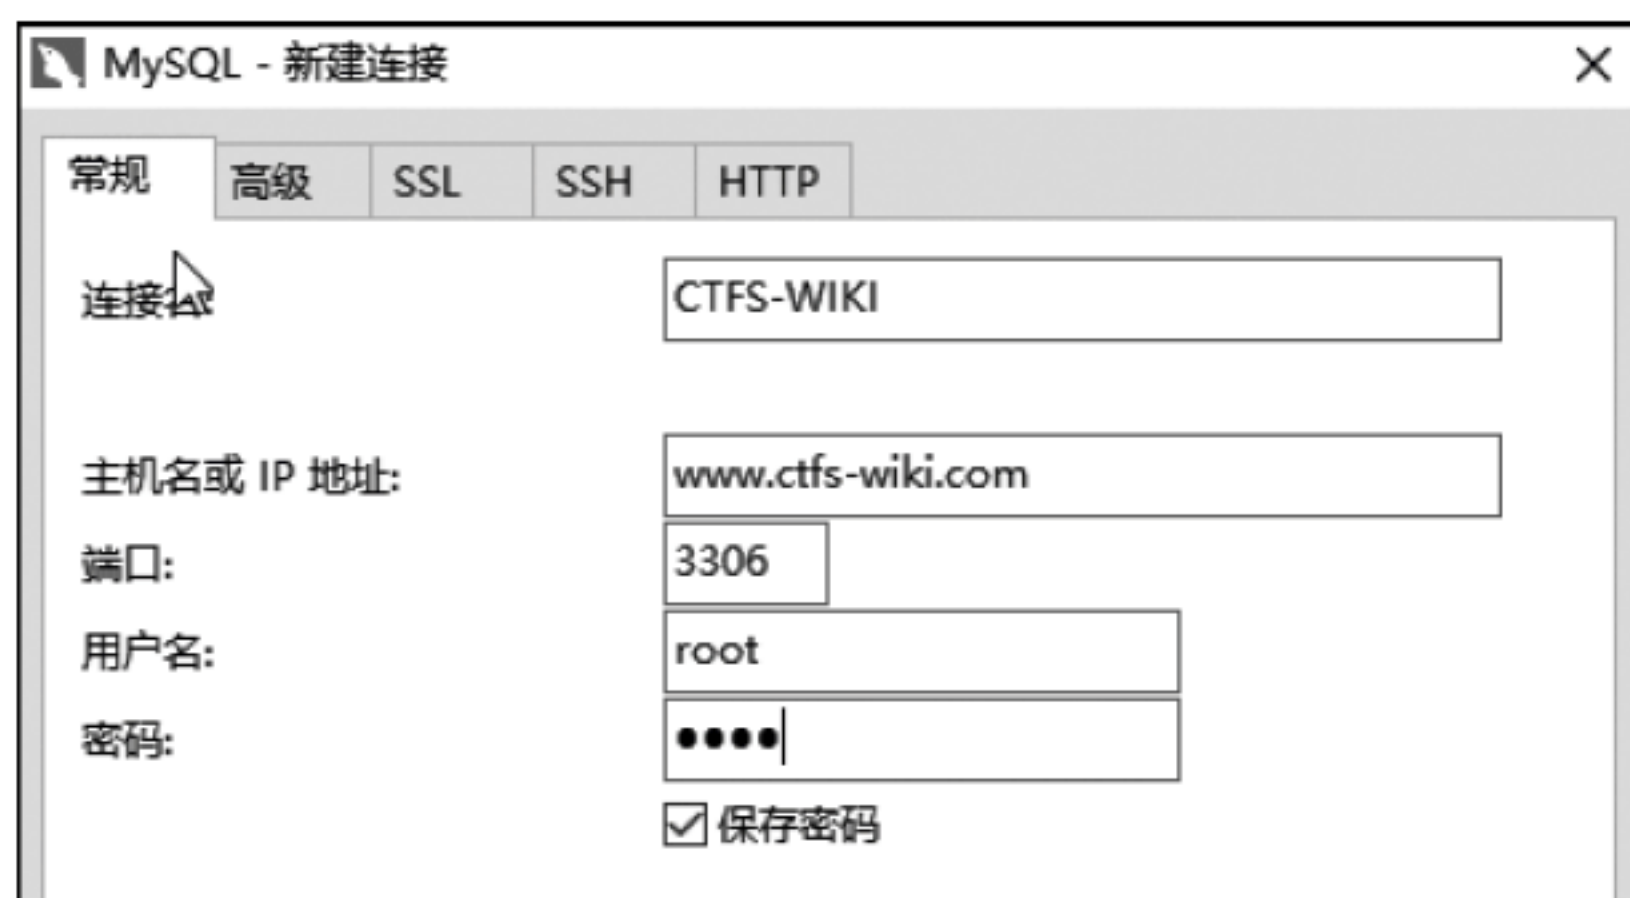 MySQL - 新建连接
常规 高级 SSL SSH HTTP
连接 CTFS-WIKI
主机名或 IP 地址: www.ctfs-wiki.com
端口: 3306
用户名: root
密码: ●●●●
保存密码